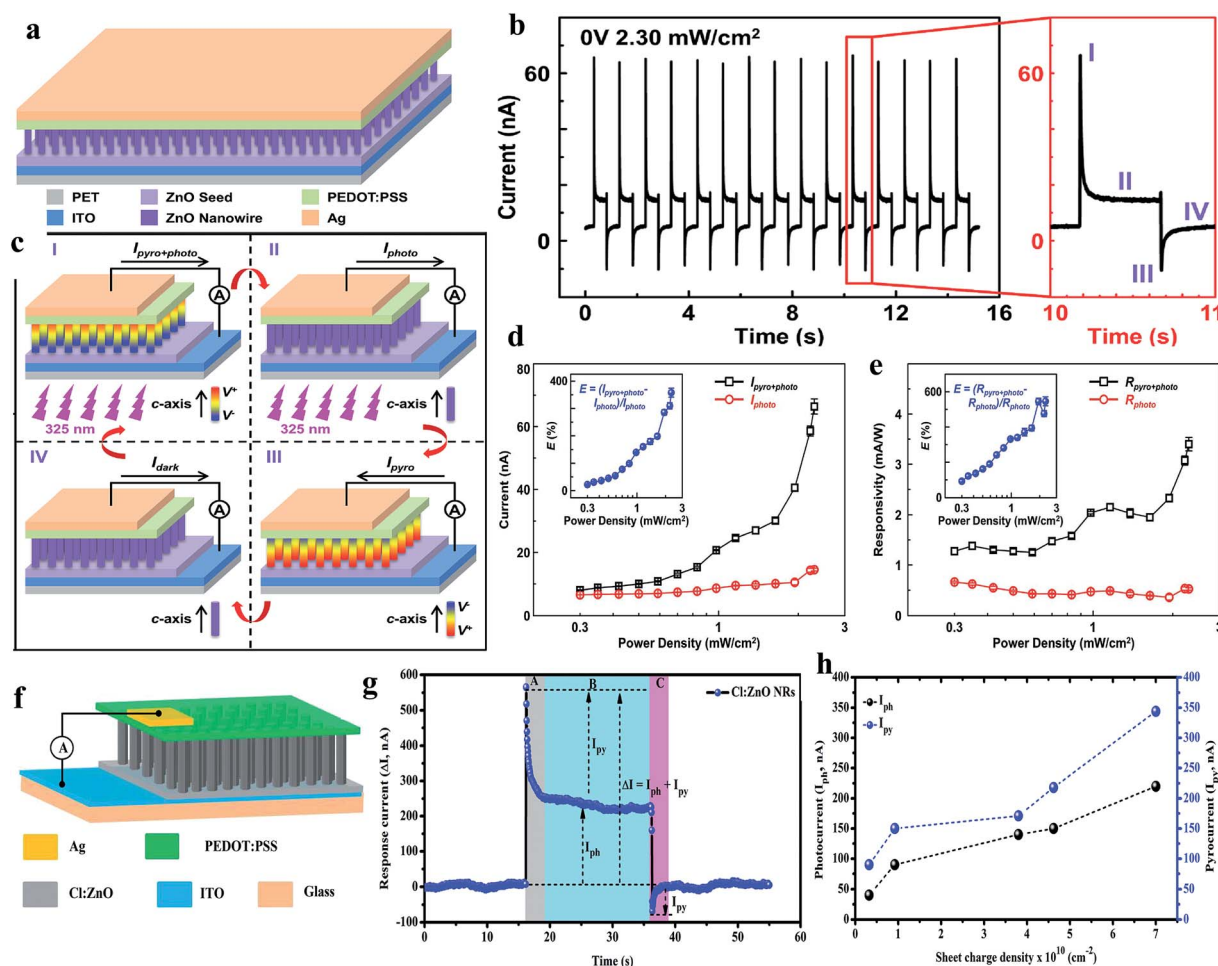 a
PET
ZnO Seed
PEDOT:PSS
ITO
ZnO Nanowire
Ag
b
0V 2.30 mW/cm²
Current (nA)
60
0
0 4 8 12 16
Time (s)
I
II
III
IV
60
0
10 11
Time (s)
c
I
I_pyro+photo
A
325 nm
c-axis
V⁺
V⁻
II
I_photo
A
325 nm
c-axis
IV
I_dark
A
c-axis
III
I_pyro
A
c-axis
V⁻
V⁺
d
Current (nA)
80
60
40
20
0
0.3 1 3
Power Density (mW/cm²)
I_pyro+photo
I_photo
E = (I_pyro+photo-
I_photo)/I_photo
E (%)
400
0
0.3 1 3
Power Density (mW/cm²)
e
Responsivity (mA/W)
4
3
2
1
0
0.3 1 3
Power Density (mW/cm²)
R_pyro+photo
R_photo
E = (R_pyro+photo-
R_photo)/R_photo
E (%)
600
0
0.3 1 3
Power Density (mW/cm²)
f
A
Ag
PEDOT:PSS
Cl:ZnO
ITO
Glass
g
Response current (ΔI, nA)
600
500
400
300
200
100
0
-100
0 10 20 30 40 50 60
Time (s)
A
B
C
Cl:ZnO NRs
I_py
ΔI = I_ph + I_py
I_ph
I_py
h
Photocurrent (I_ph, nA)
400
350
300
250
200
150
100
50
0
I_ph
I_py
0 1 2 3 4 5 6 7
Sheet charge density x 10¹⁰ (cm⁻²)
400
350
300
250
200
150
100
50
0
Pyrocurrent (I_py, nA)